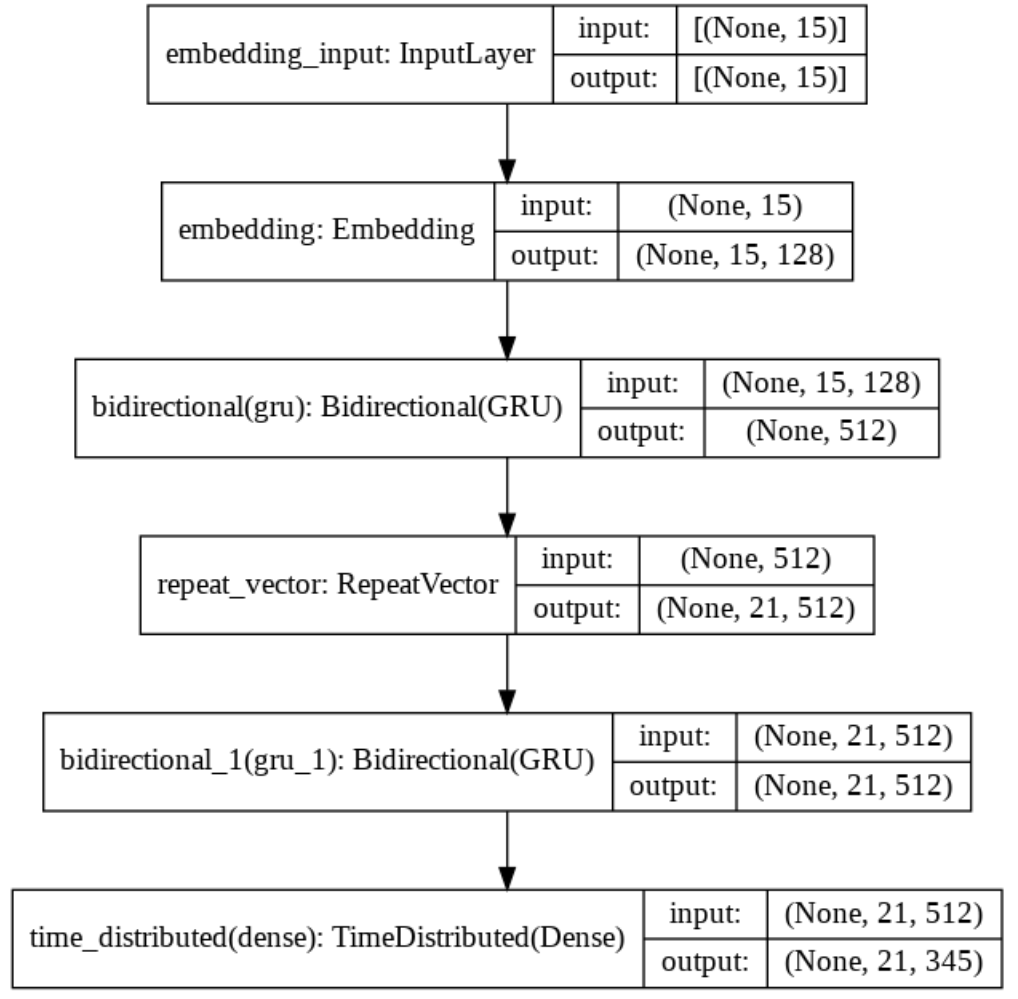 embedding_input: InputLayer
input:
[(None, 15)]
output:
[(None, 15)]
embedding: Embedding
input:
(None, 15)
output:
(None, 15, 128)
bidirectional(gru): Bidirectional(GRU)
input:
(None, 15, 128)
output:
(None, 512)
repeat_vector: RepeatVector
input:
(None, 512)
output:
(None, 21, 512)
bidirectional_1(gru_1): Bidirectional(GRU)
input:
(None, 21, 512)
output:
(None, 21, 512)
time_distributed(dense): TimeDistributed(Dense)
input:
(None, 21, 512)
output:
(None, 21, 345)